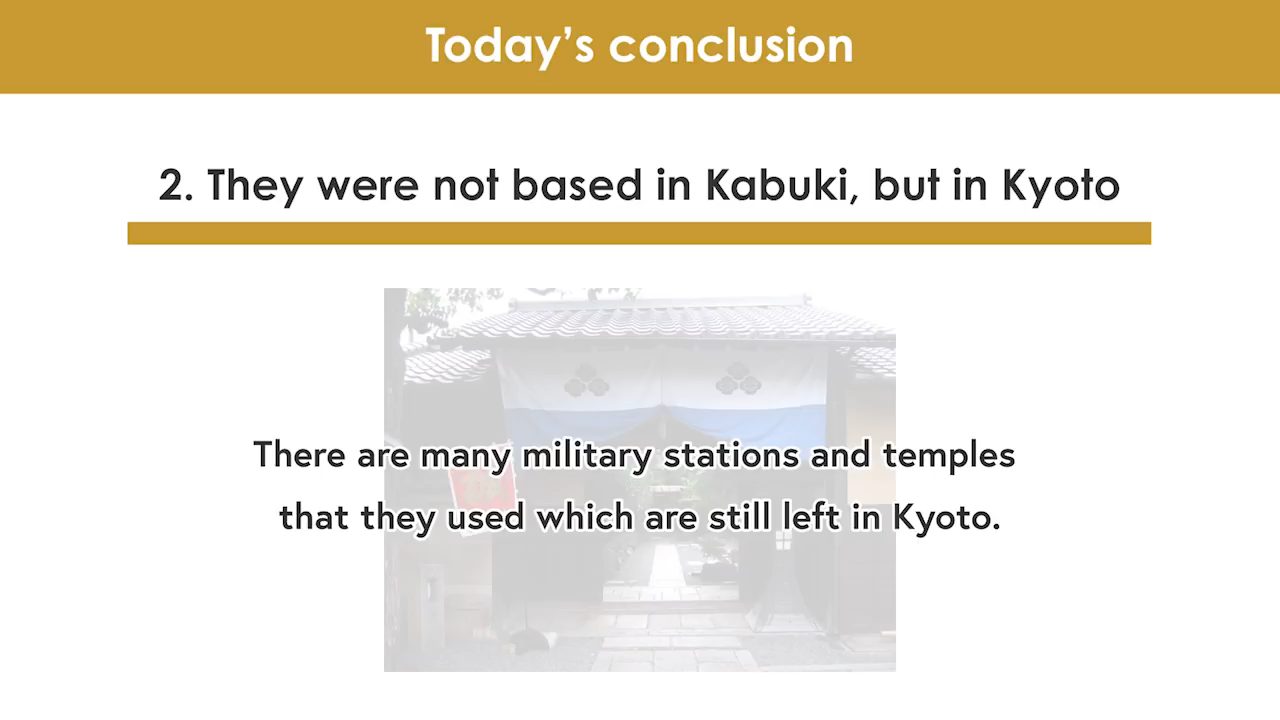 Today’s conclusion
2. They were not based in Kabuki, but in Kyoto
There are many military stations and temples
that they used which are still left in Kyoto.